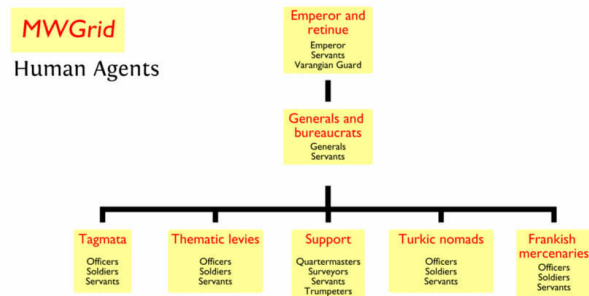 MWGrid
Human Agents
Emperor and
retinue
Emperor
Servants
Varangian Guard
Generals and
bureaucrats
Generals
Servants
Tagmata
Officers
Soldiers
Servants
Thematic levies
Officers
Soldiers
Servants
Support
Quartermasters
Surveyors
Servants
Trumpeters
Turkic nomads
Officers
Soldiers
Servants
Frankish
mercenaries
Officers
Soldiers
Servants